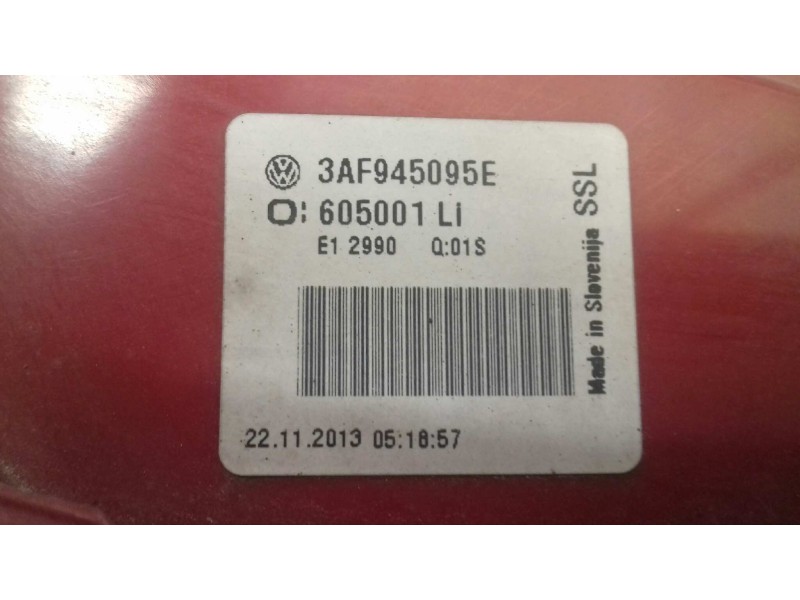 3AF945095E
O: 605001 LI
E1 2990 Q:01S
22.11.2013 05:18:57
Made in Slovenija SSL